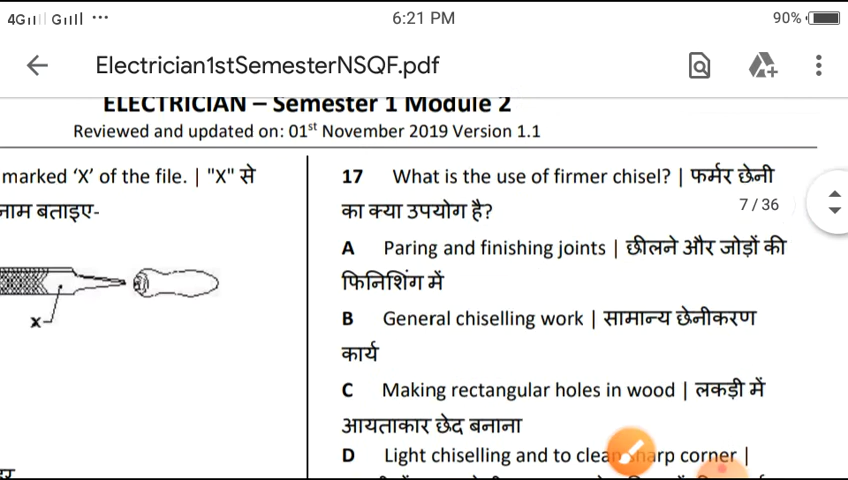 4G 6:21 PM 90%
Electrician1stSemesterNSQF.pdf
ELECTRICIAN – Semester 1 Module 2
Reviewed and updated on: 01st November 2019 Version 1.1
marked ‘X’ of the file. | "X" से
नाम बताइए-
X
17 What is the use of firmer chisel? | फर्मर छेनी
का क्या उपयोग है?
7 / 36
A Paring and finishing joints | छीलने और जोड़ों की
फिनिशिंग में
B General chiselling work | सामान्य छेनीकरण
कार्य
C Making rectangular holes in wood | लकड़ी में
आयताकार छेद बनाना
D Light chiselling and to clean sharp corner |